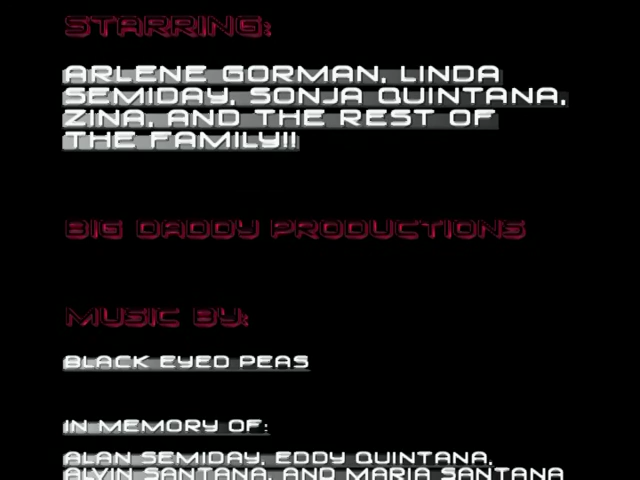 STARRING:
ARLENE GORMAN, LINDA
SEMIDAY, SONJA QUINTANA,
ZINA, AND THE REST OF
THE FAMILY!!
BIG DADDY PRODUCTIONS
MUSIC BY:
BLACK EYED PEAS
IN MEMORY OF:
ALAN SEMIDAY, EDDY QUINTANA,
ALVIN SANTANA, AND MARIA SANTANA